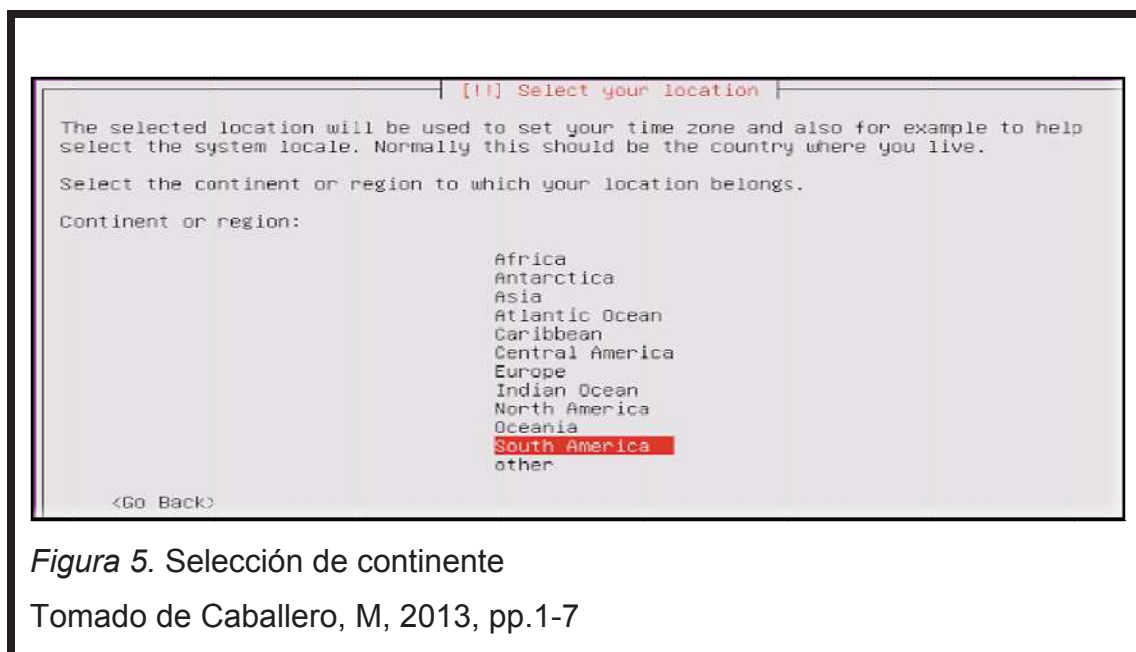 [!!] Select your location
The selected location will be used to set your time zone and also for example to help
select the system locale. Normally this should be the country where you live.
Select the continent or region to which your location belongs.
Continent or region:
Africa
Antarctica
Asia
Atlantic Ocean
Caribbean
Central America
Europe
Indian Ocean
North America
Oceania
South America
other
<Go Back>
Figura 5. Selección de continente
Tomado de Caballero, M, 2013, pp.1-7